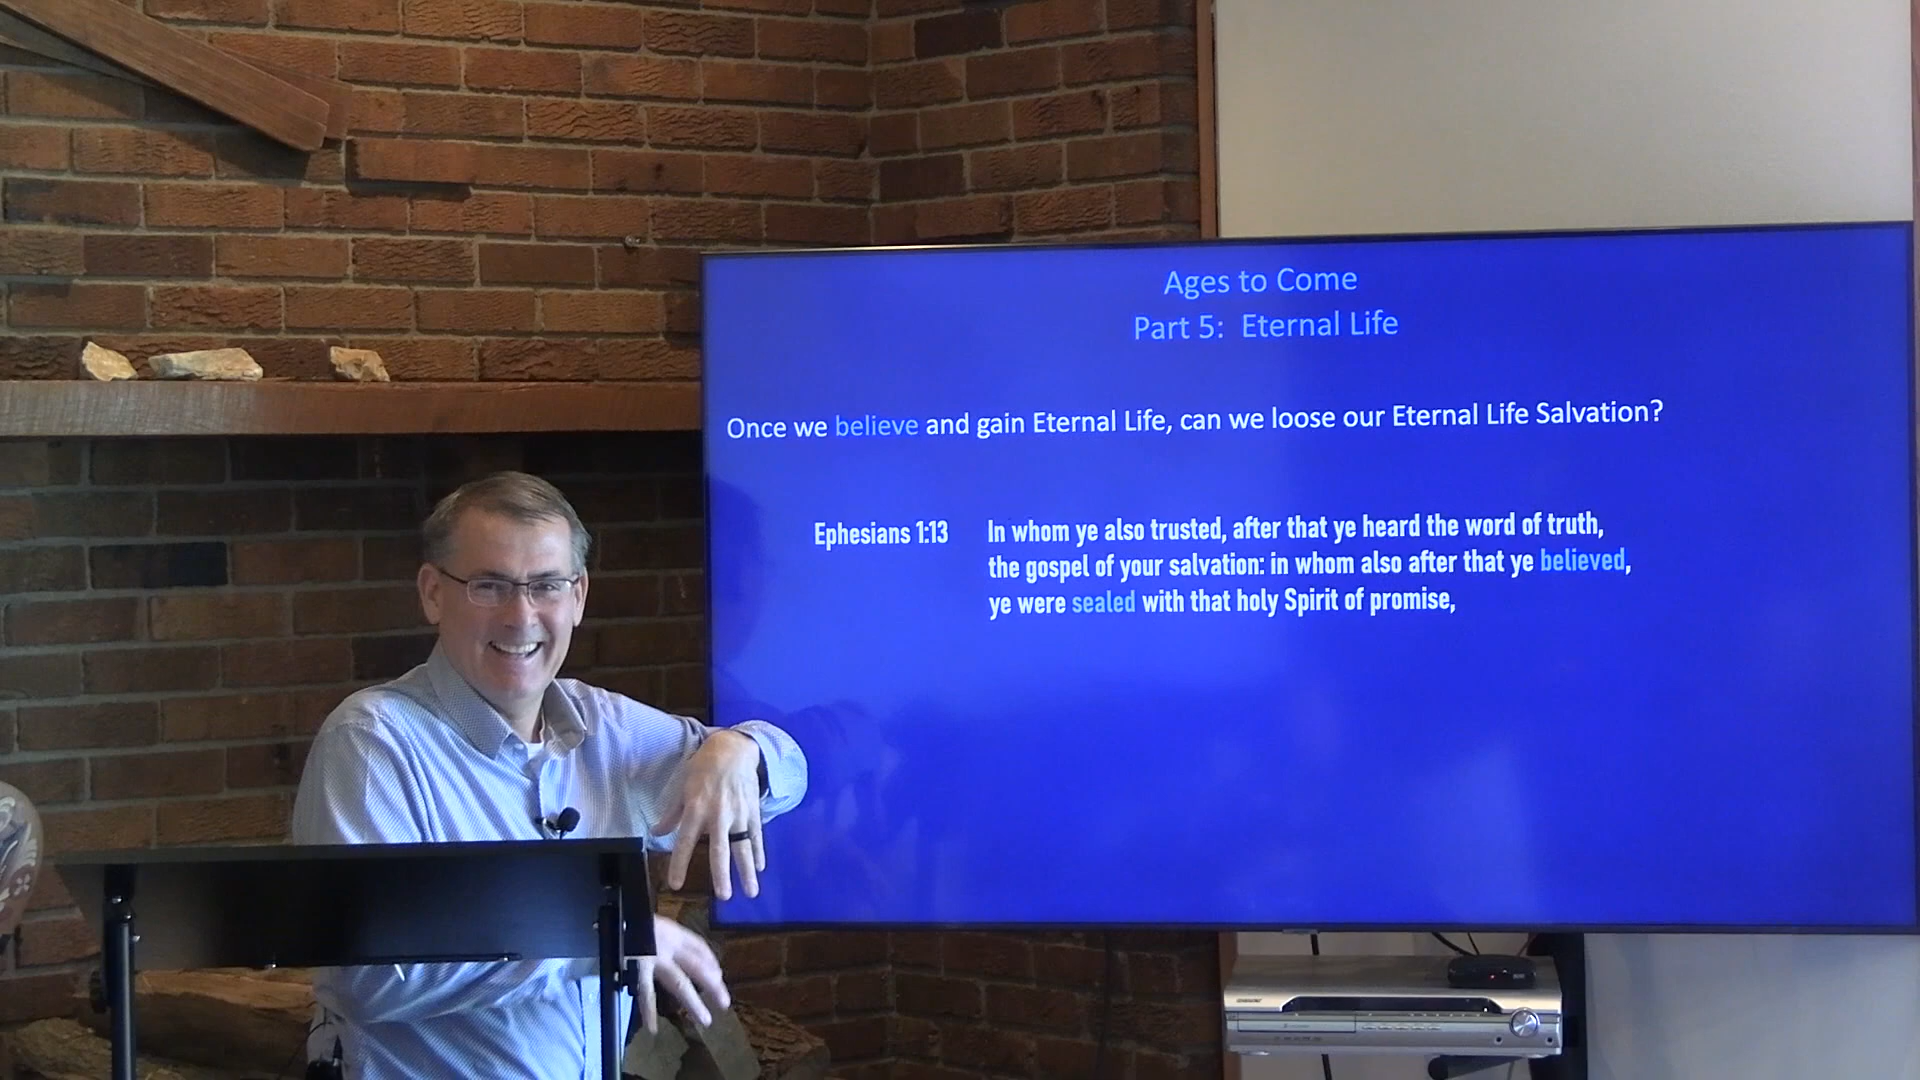 Ages to Come
Part 5: Eternal Life
Once we believe and gain Eternal Life, can we loose our Eternal Life Salvation?
Ephesians 1:13 In whom ye also trusted, after that ye heard the word of truth,
the gospel of your salvation: in whom also after that ye believed,
ye were sealed with that holy Spirit of promise,
SAMSUNG